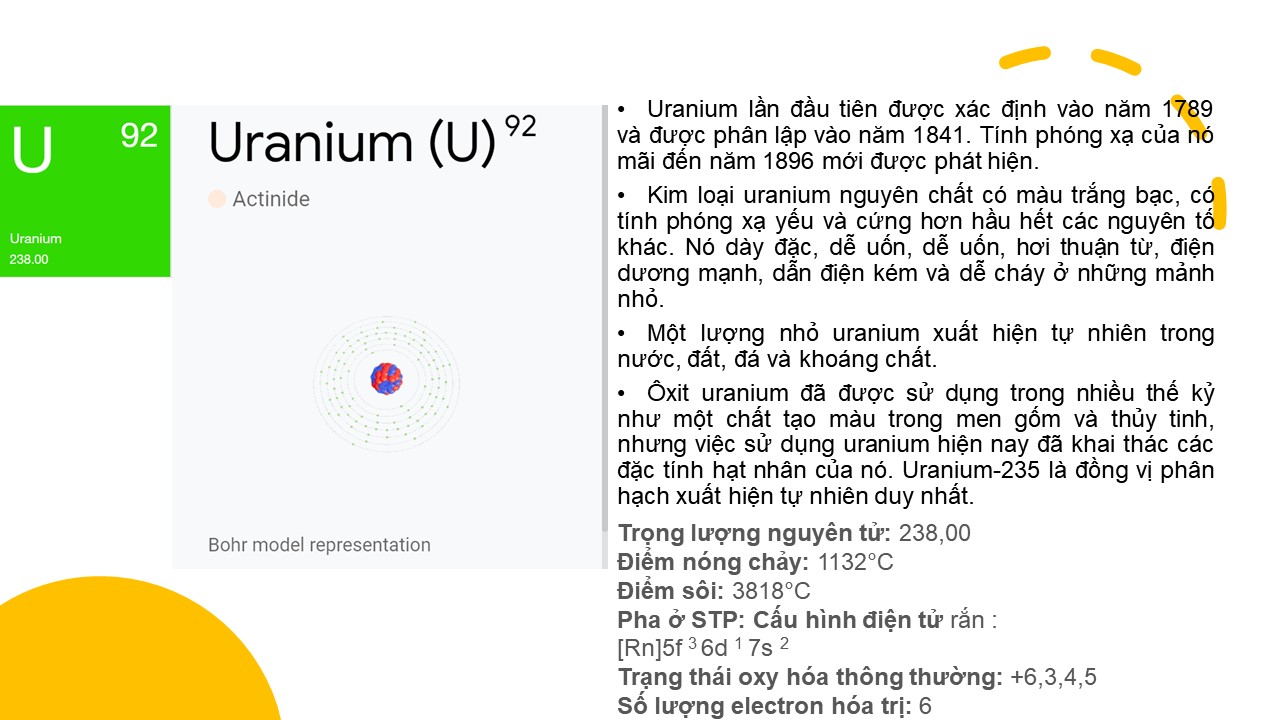 U 92
Uranium
238.00
Uranium (U) 92
Actinide
Bohr model representation
• Uranium lần đầu tiên được xác định vào năm 1789
và được phân lập vào năm 1841. Tính phóng xạ của nó
mãi đến năm 1896 mới được phát hiện.
• Kim loại uranium nguyên chất có màu trắng bạc, có
tính phóng xạ yếu và cứng hơn hầu hết các nguyên tố
khác. Nó dày đặc, dễ uốn, dễ uốn, hơi thuận từ, điện
dương mạnh, dẫn điện kém và dễ cháy ở những mảnh
nhỏ.
• Một lượng nhỏ uranium xuất hiện tự nhiên trong
nước, đất, đá và khoáng chất.
• Ôxit uranium đã được sử dụng trong nhiều thế kỷ
như một chất tạo màu trong men gốm và thủy tinh,
nhưng việc sử dụng uranium hiện nay đã khai thác các
đặc tính hạt nhân của nó. Uranium-235 là đồng vị phân
hạch xuất hiện tự nhiên duy nhất.
Trọng lượng nguyên tử: 238,00
Điểm nóng chảy: 1132°C
Điểm sôi: 3818°C
Pha ở STP: Cấu hình điện tử rắn :
[Rn]5f 3 6d 1 7s 2
Trạng thái oxy hóa thông thường: +6,3,4,5
Số lượng electron hóa trị: 6